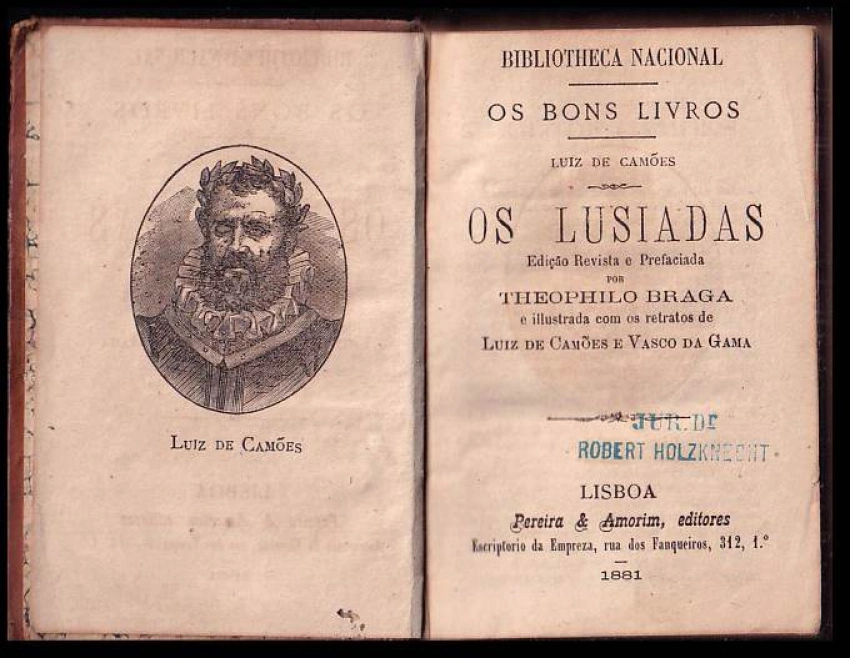 LUIZ DE CAMÕES
BIBLIOTHECA NACIONAL
OS BONS LIVROS
LUIZ DE CAMÕES
OS LUSIADAS
Edição Revista e Prefaciada
POR
THEOPHILO BRAGA
e illustrada com os retratos de
LUIZ DE CAMÕES E VASCO DA GAMA
JUR. Dr
ROBERT HOLZKNECHT
LISBOA
Pereira & Amorim, editores
Escriptorio da Empreza, rua dos Fanqueiros, 312, 1.º
1881